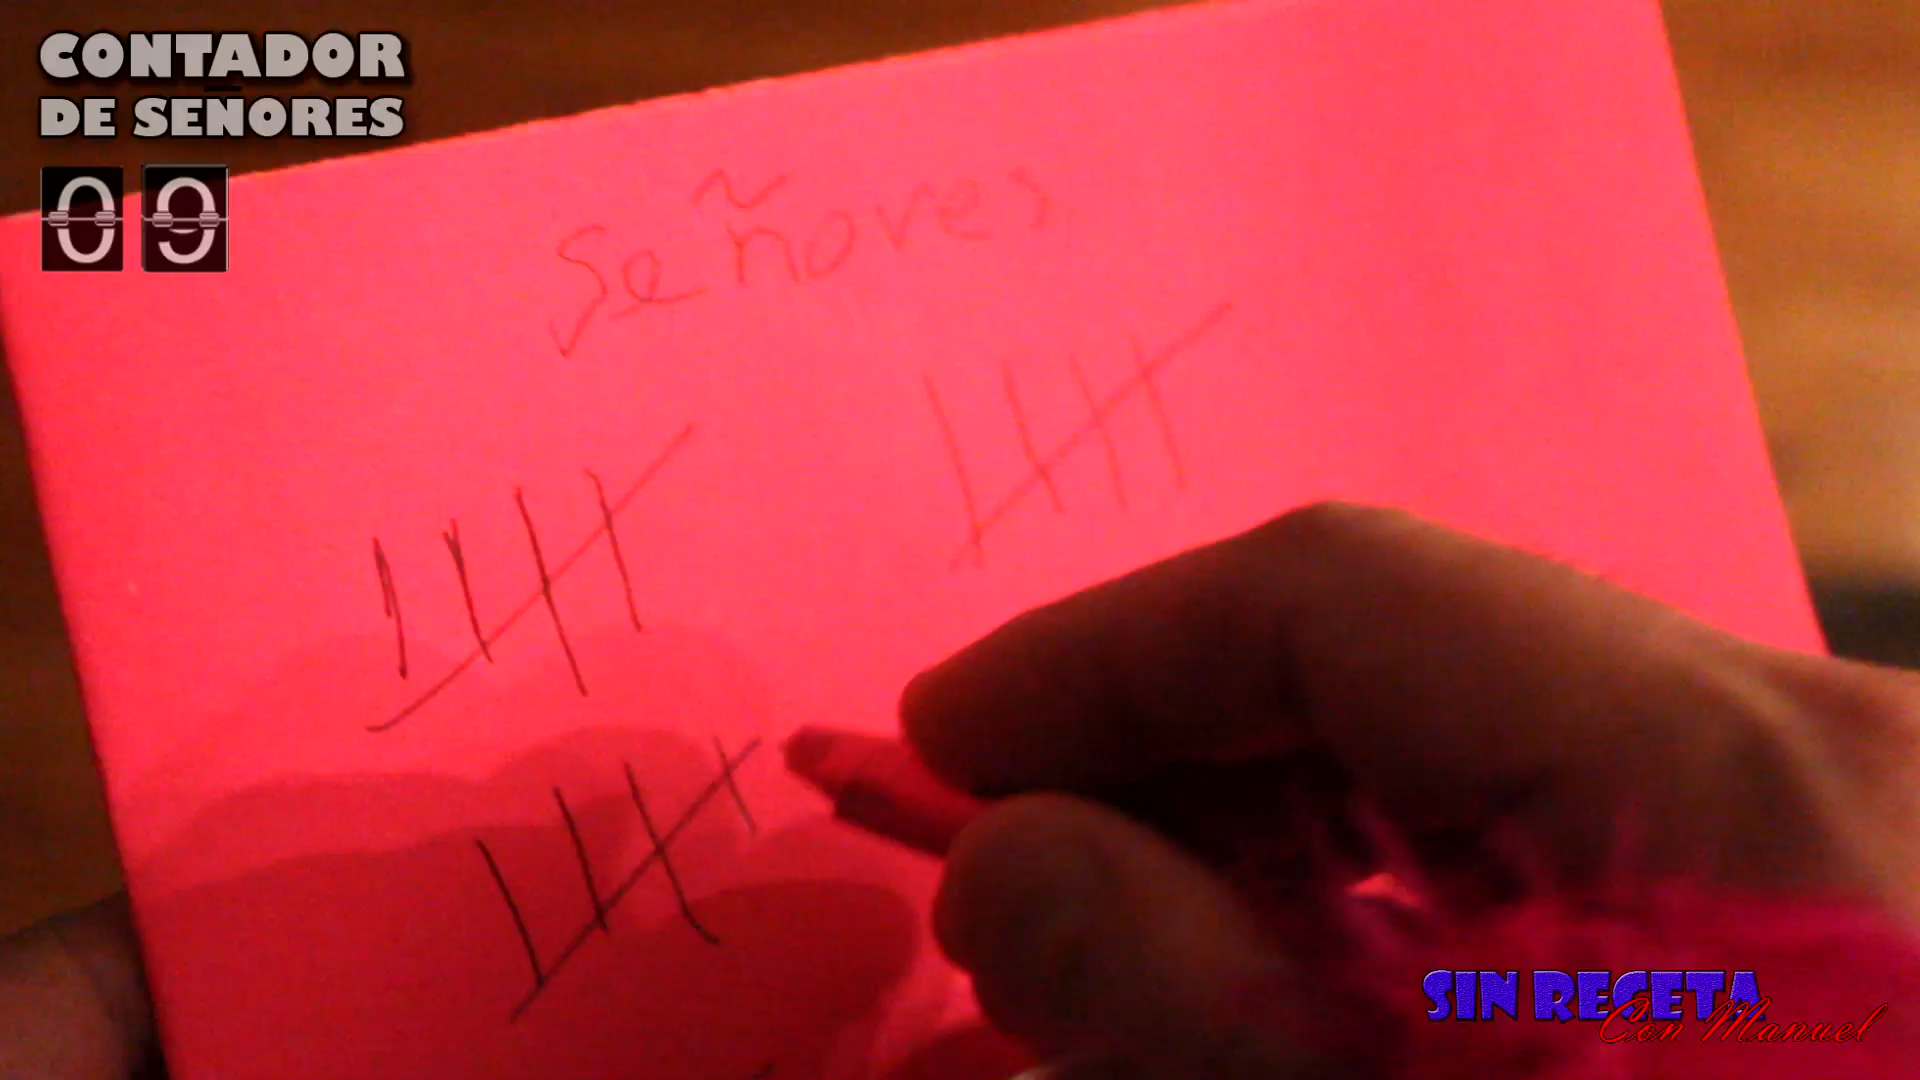 CONTADOR
DE SEÑORES
09
Señores
SIN RECETA
Con Manuel